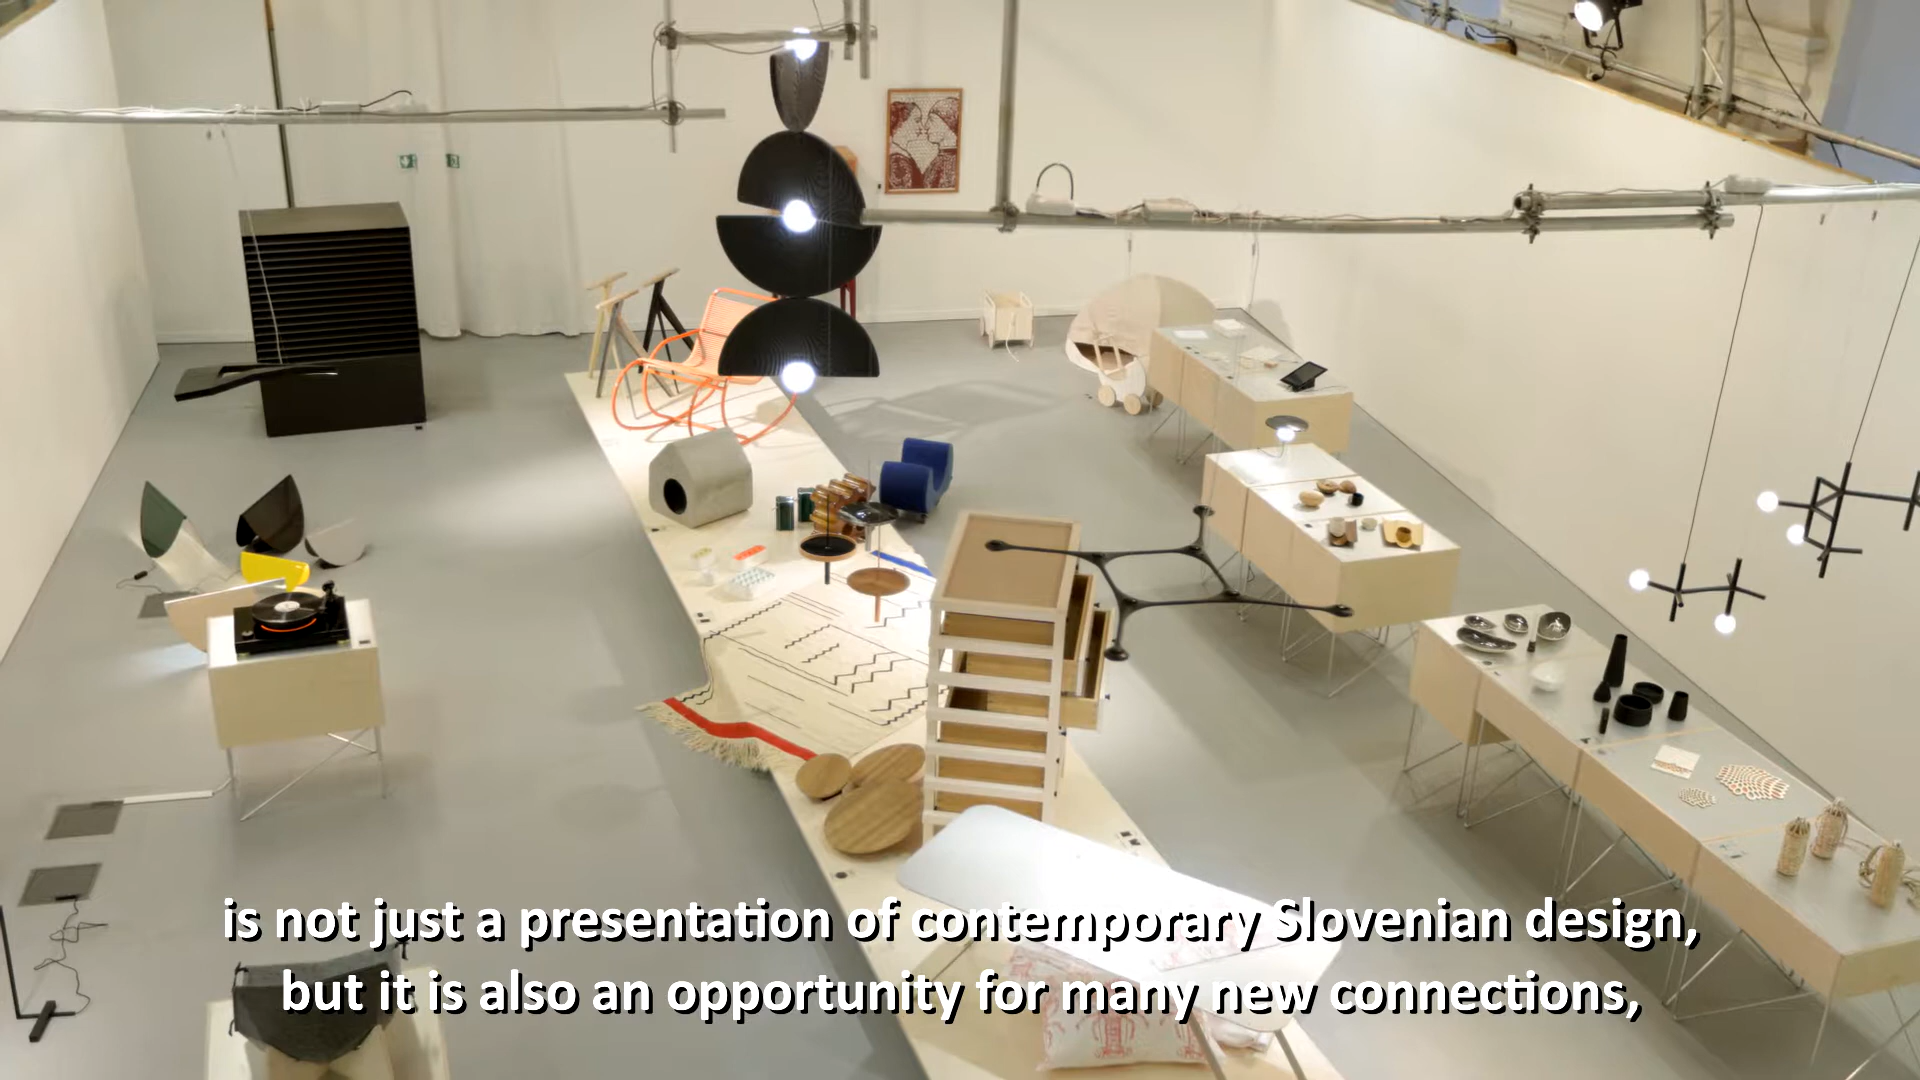 is not just a presentation of contemporary Slovenian design,
but it is also an opportunity for many new connections,